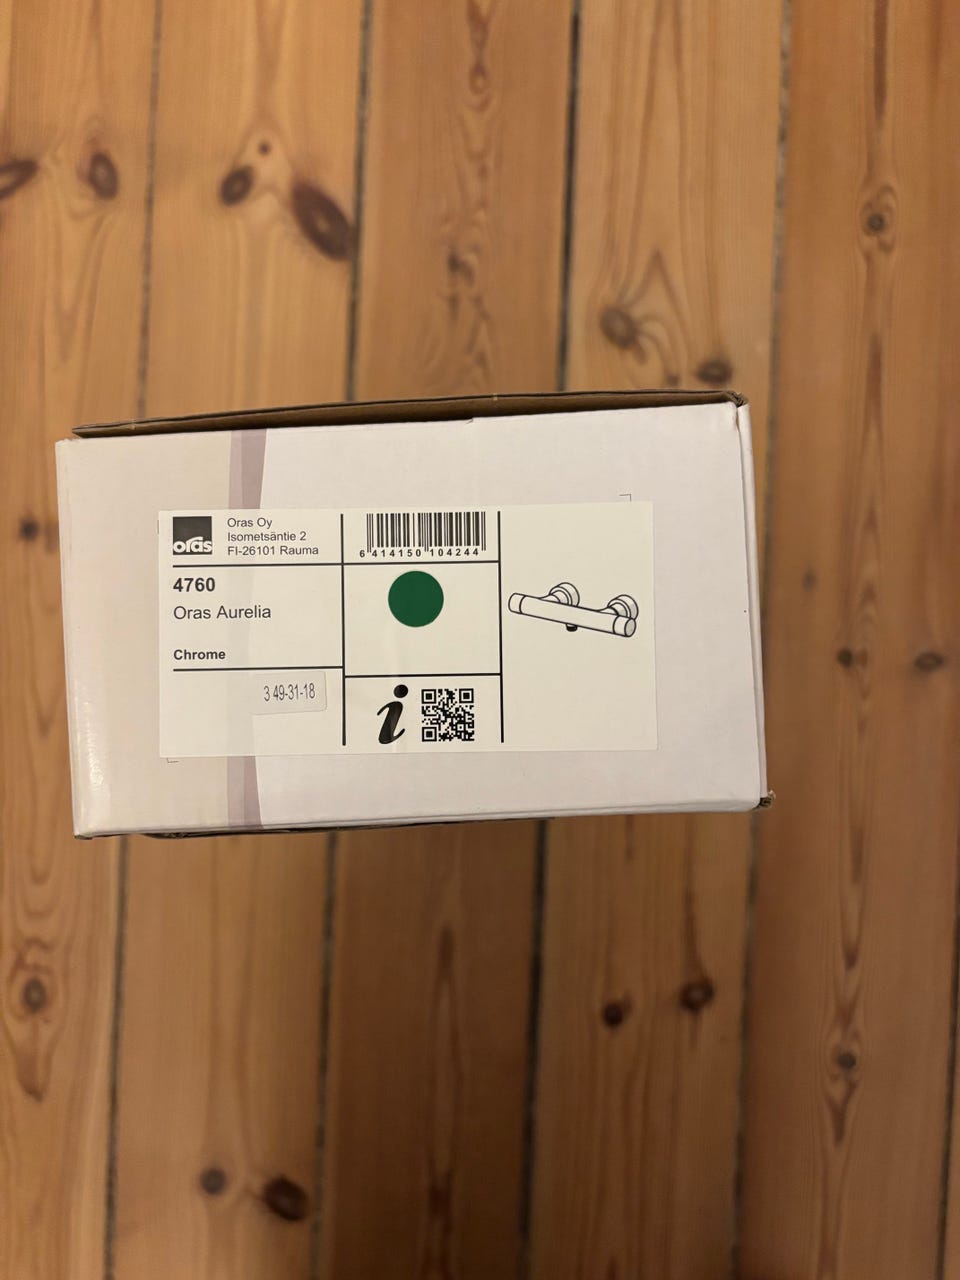 oras
Oras Oy
Isometsäntie 2
FI-26101 Rauma
6 414150 104244
4760
Oras Aurelia
Chrome
3 49-31-18
i